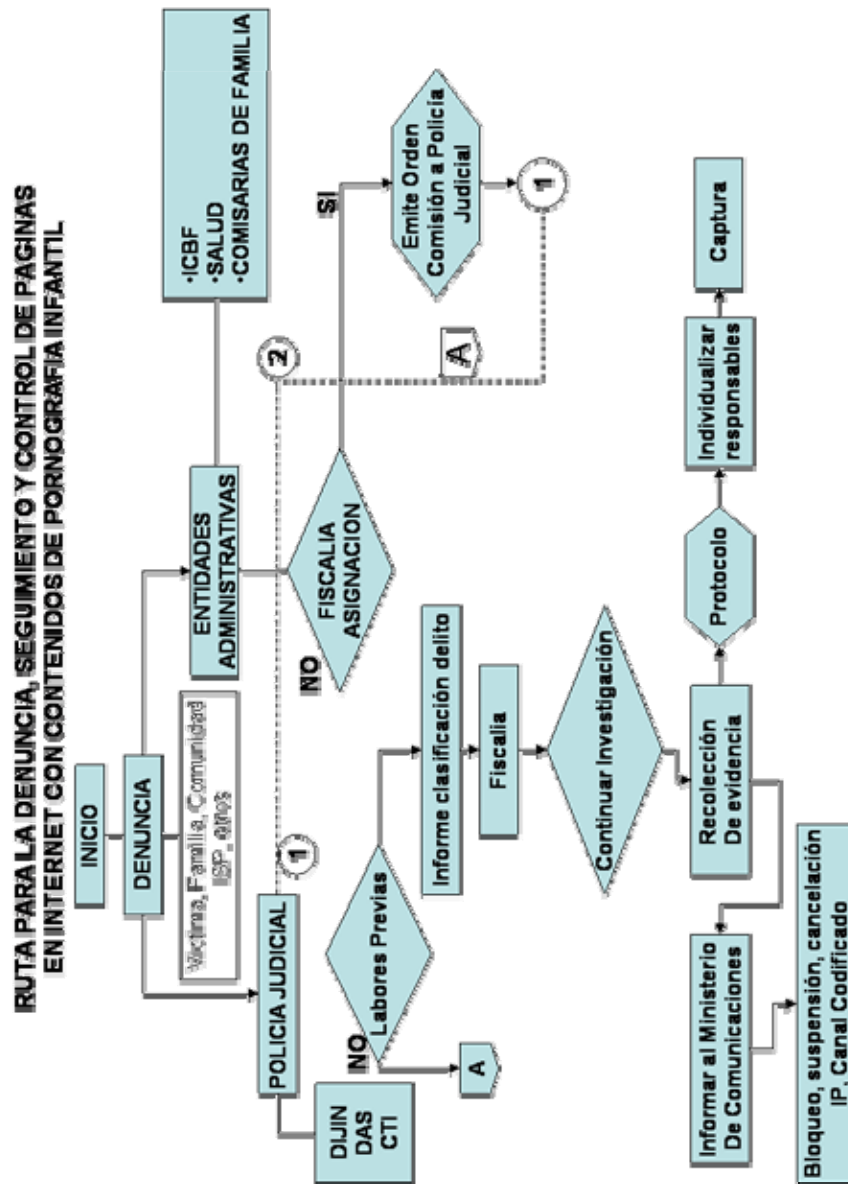 RUTA PARA LA DENUNCIA, SEGUIMIENTO Y CONTROL DE PAGINAS
EN INTERNET CON CONTENIDOS DE PORNOGRAFIA INFANTIL
INICIO
DENUNCIA
Victima, Familia, Comunidad
ISP, otros
POLICIA JUDICIAL
1
2
ENTIDADES
ADMINISTRATIVAS
•ICBF
•SALUD
•COMISARIAS DE FAMILIA
DIJIN
DAS
CTI
NO
Labores Previas
A
NO
FISCALIA
ASIGNACION
SI
Emite Orden
Comisión a Policía
Judicial
1
A
Informe clasificación delito
Fiscalia
Continuar Investigación
Recolección
De evidencia
Protocolo
Individualizar
responsables
Captura
Informar al Ministerio
De Comunicaciones
Bloqueo, suspensión, cancelación
IP, Canal Codificado